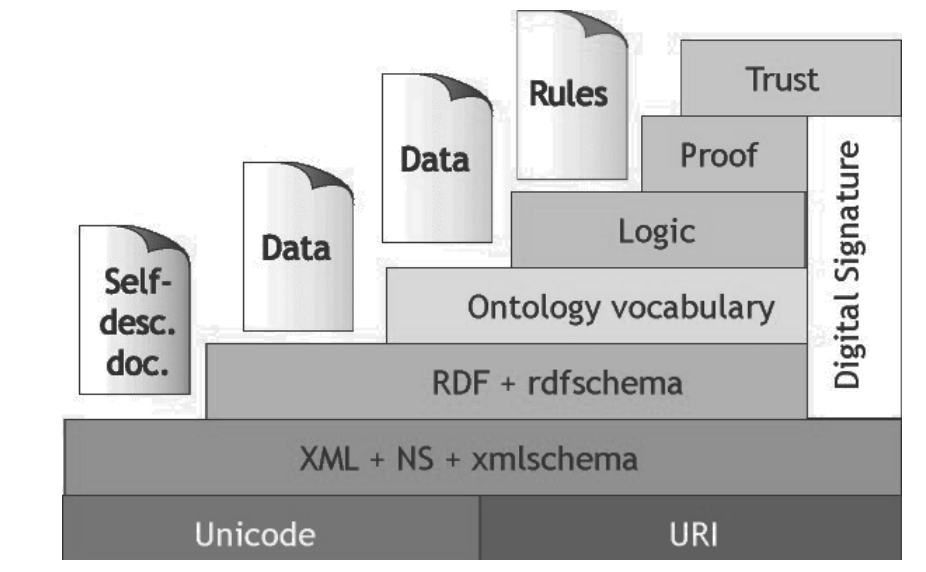 Rules
Trust
Data
Proof
Data
Logic
Self-
desc.
doc.
Digital Signature
Ontology vocabulary
RDF + rdfschema
XML + NS + xmlschema
Unicode
URI